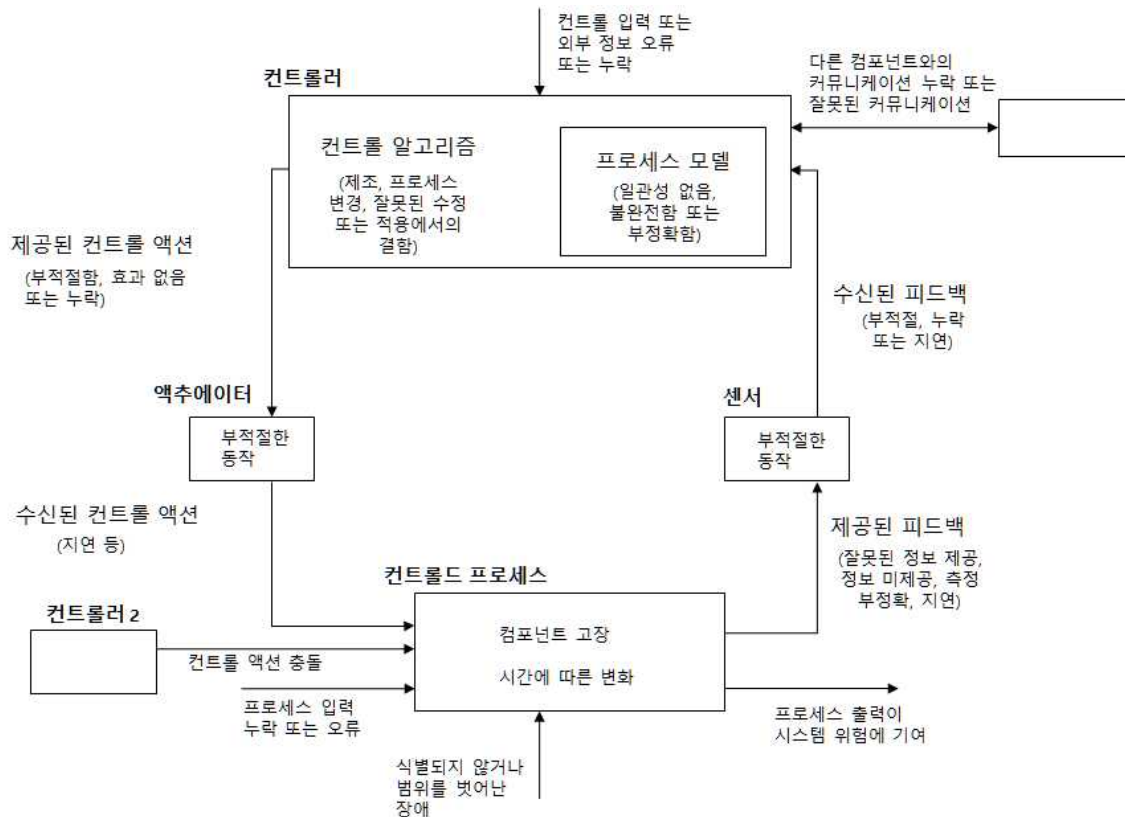 컨트롤 입력 또는
외부 정보 오류
또는 누락
다른 컴포넌트와의
커뮤니케이션 누락 또는
잘못된 커뮤니케이션
컨트롤러
컨트롤 알고리즘
(제조, 프로세스
변경, 잘못된 수정
또는 적용에서의
결함)
프로세스 모델
(일관성 없음,
불완전함 또는
부정확함)
제공된 컨트롤 액션
(부적절함, 효과 없음
또는 누락)
수신된 피드백
(부적절, 누락
또는 지연)
액추에이터
부적절한
동작
센서
부적절한
동작
수신된 컨트롤 액션
(지연 등)
제공된 피드백
(잘못된 정보 제공,
정보 미제공, 측정
부정확, 지연)
컨트롤드 프로세스
컴포넌트 고장
시간에 따른 변화
컨트롤러 2
컨트롤 액션 충돌
프로세스 입력
누락 또는 오류
프로세스 출력이
시스템 위험에 기여
식별되지 않거나
범위를 벗어난
장애